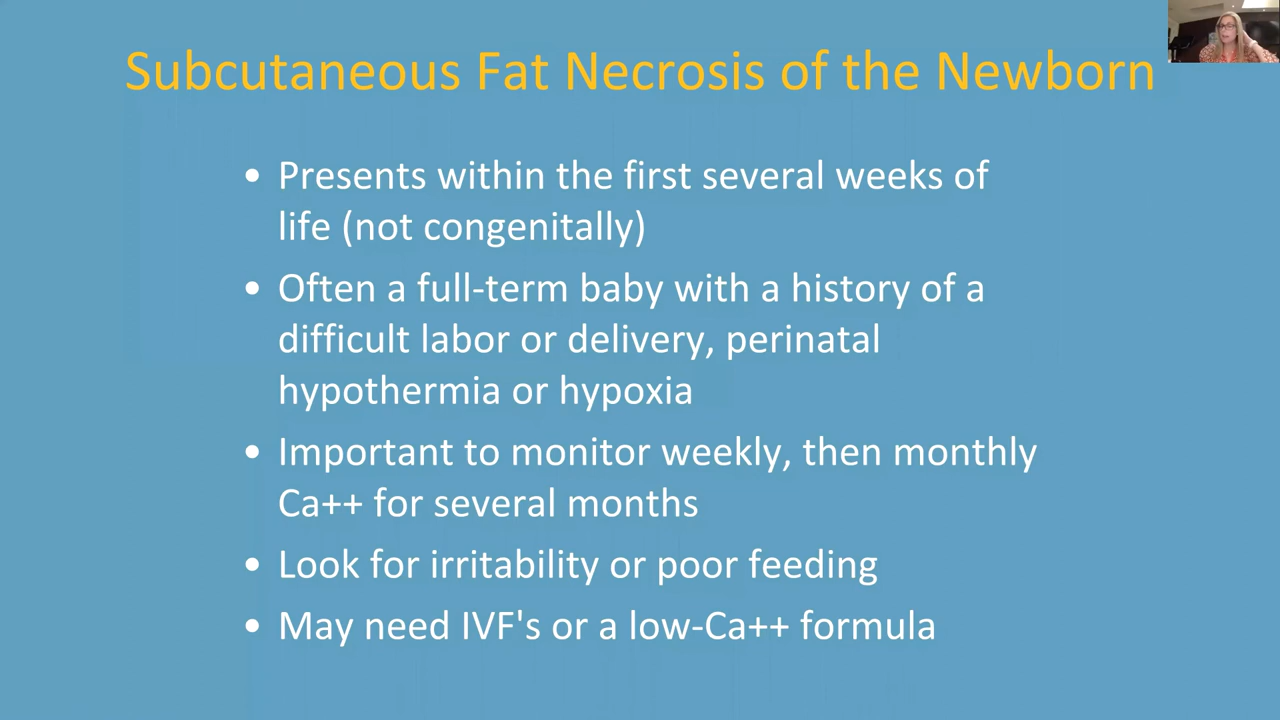 Subcutaneous Fat Necrosis of the Newborn
• Presents within the first several weeks of
life (not congenitally)
• Often a full-term baby with a history of a
difficult labor or delivery, perinatal
hypothermia or hypoxia
• Important to monitor weekly, then monthly
Ca++ for several months
• Look for irritability or poor feeding
• May need IVF's or a low-Ca++ formula